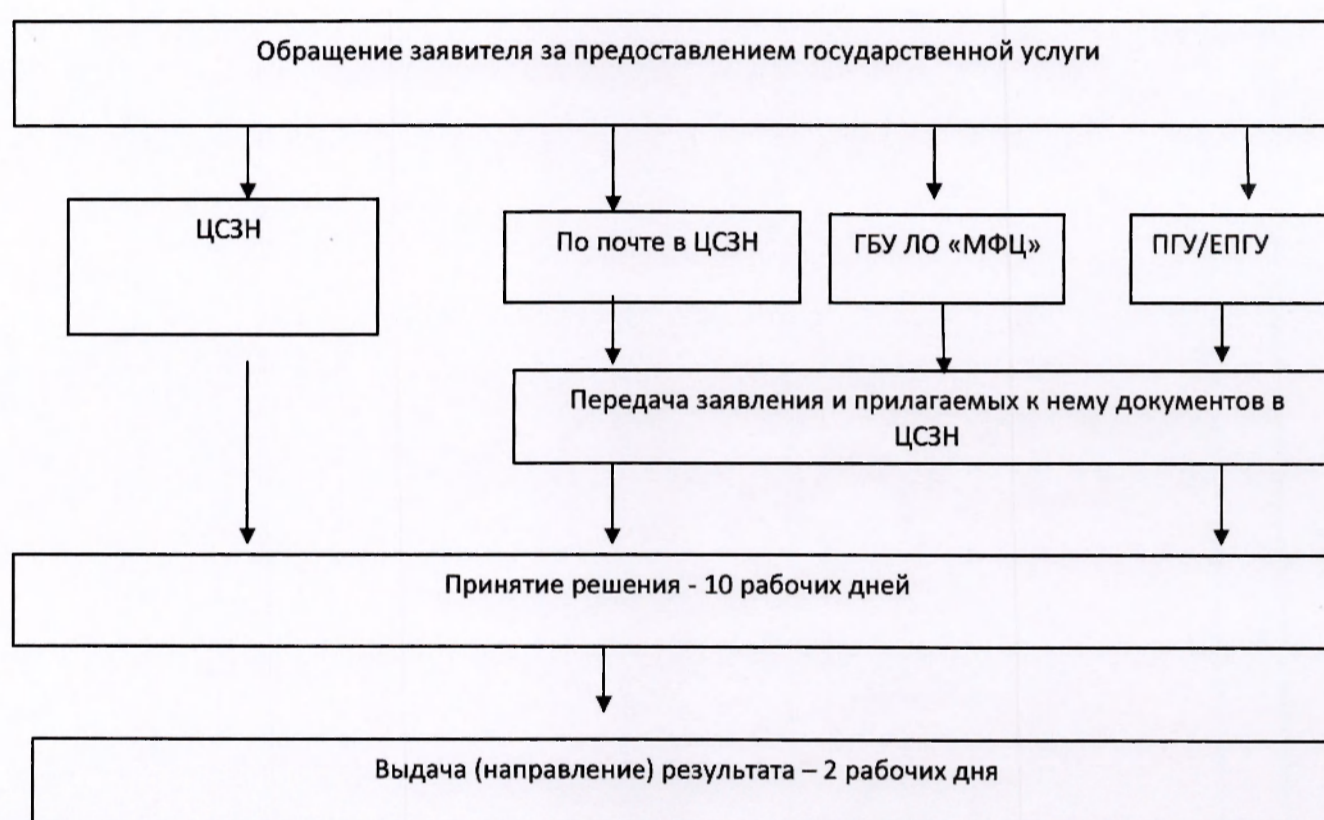 Обращение заявителя за предоставлением государственной услуги
ЦСЗН
По почте в ЦСЗН
ГБУ ЛО «МФЦ»
ПГУ/ЕПГУ
Передача заявления и прилагаемых к нему документов в
ЦСЗН
Принятие решения - 10 рабочих дней
Выдача (направление) результата – 2 рабочих дня